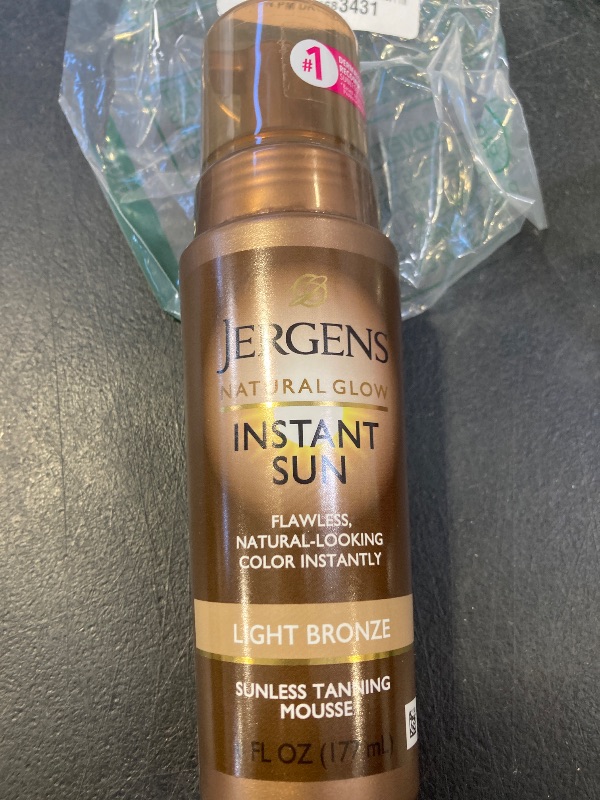 3431
#1
JERGENS
NATURAL GLOW
INSTANT
SUN
FLAWLESS,
NATURAL-LOOKING
COLOR INSTANTLY
LIGHT BRONZE
SUNLESS TANNING
MOUSSE
FL OZ (177 mL)